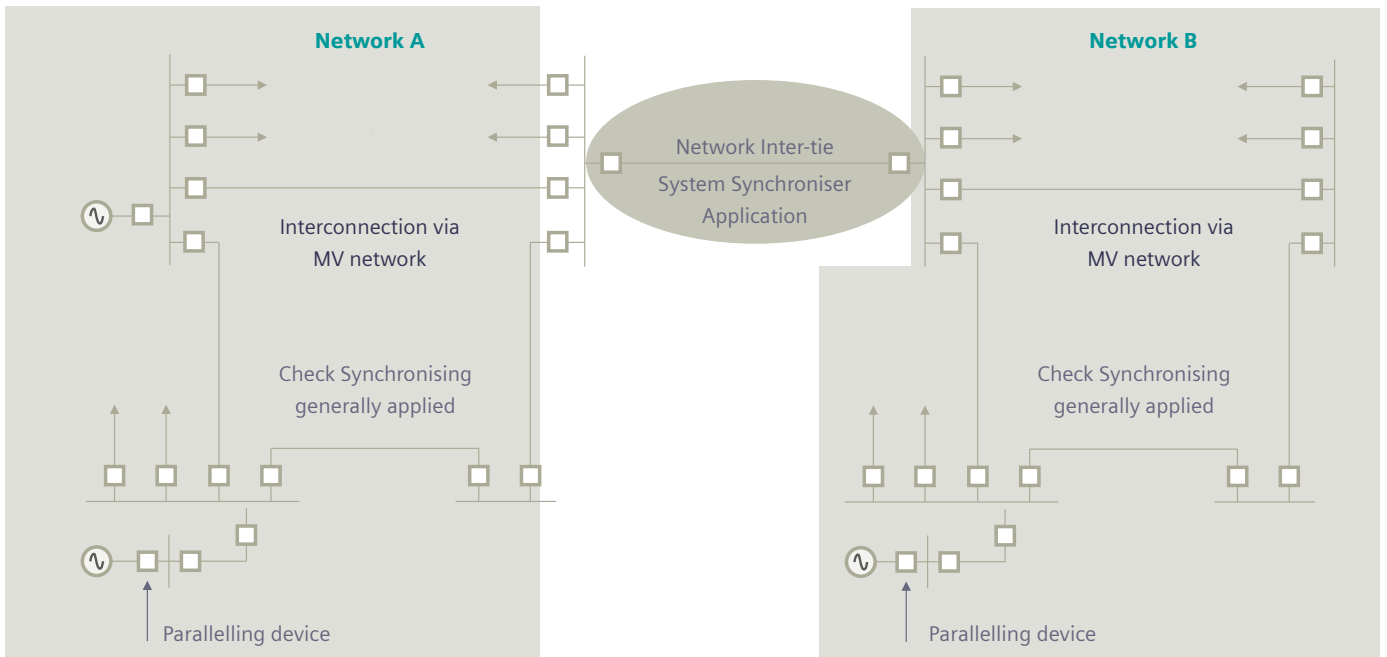 Network A
Network B
Network Inter-tie
System Synchroniser
Application
Interconnection via
MV network
Interconnection via
MV network
Check Synchronising
generally applied
Check Synchronising
generally applied
Parallelling device
Parallelling device